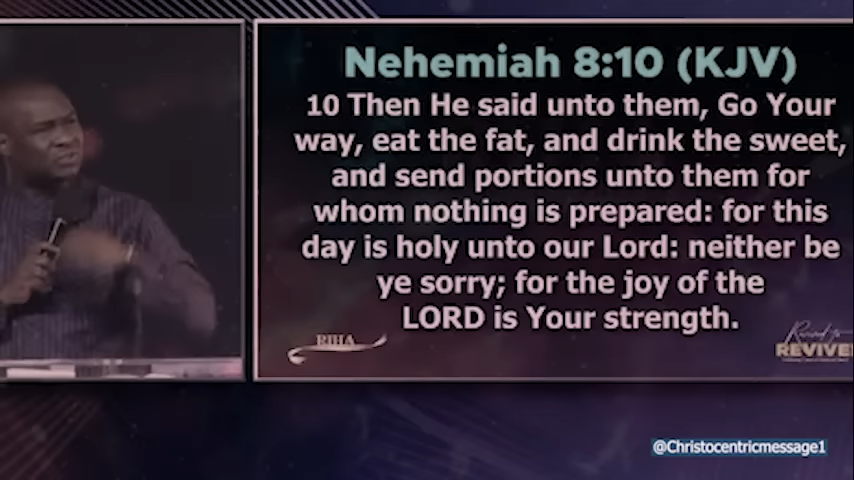 Nehemiah 8:10 (KJV)
10 Then He said unto them, Go Your
way, eat the fat, and drink the sweet,
and send portions unto them for
whom nothing is prepared: for this
day is holy unto our Lord: neither be
ye sorry; for the joy of the
LORD is Your strength.
RIHA
REVIVE
@Christocentricmessage1